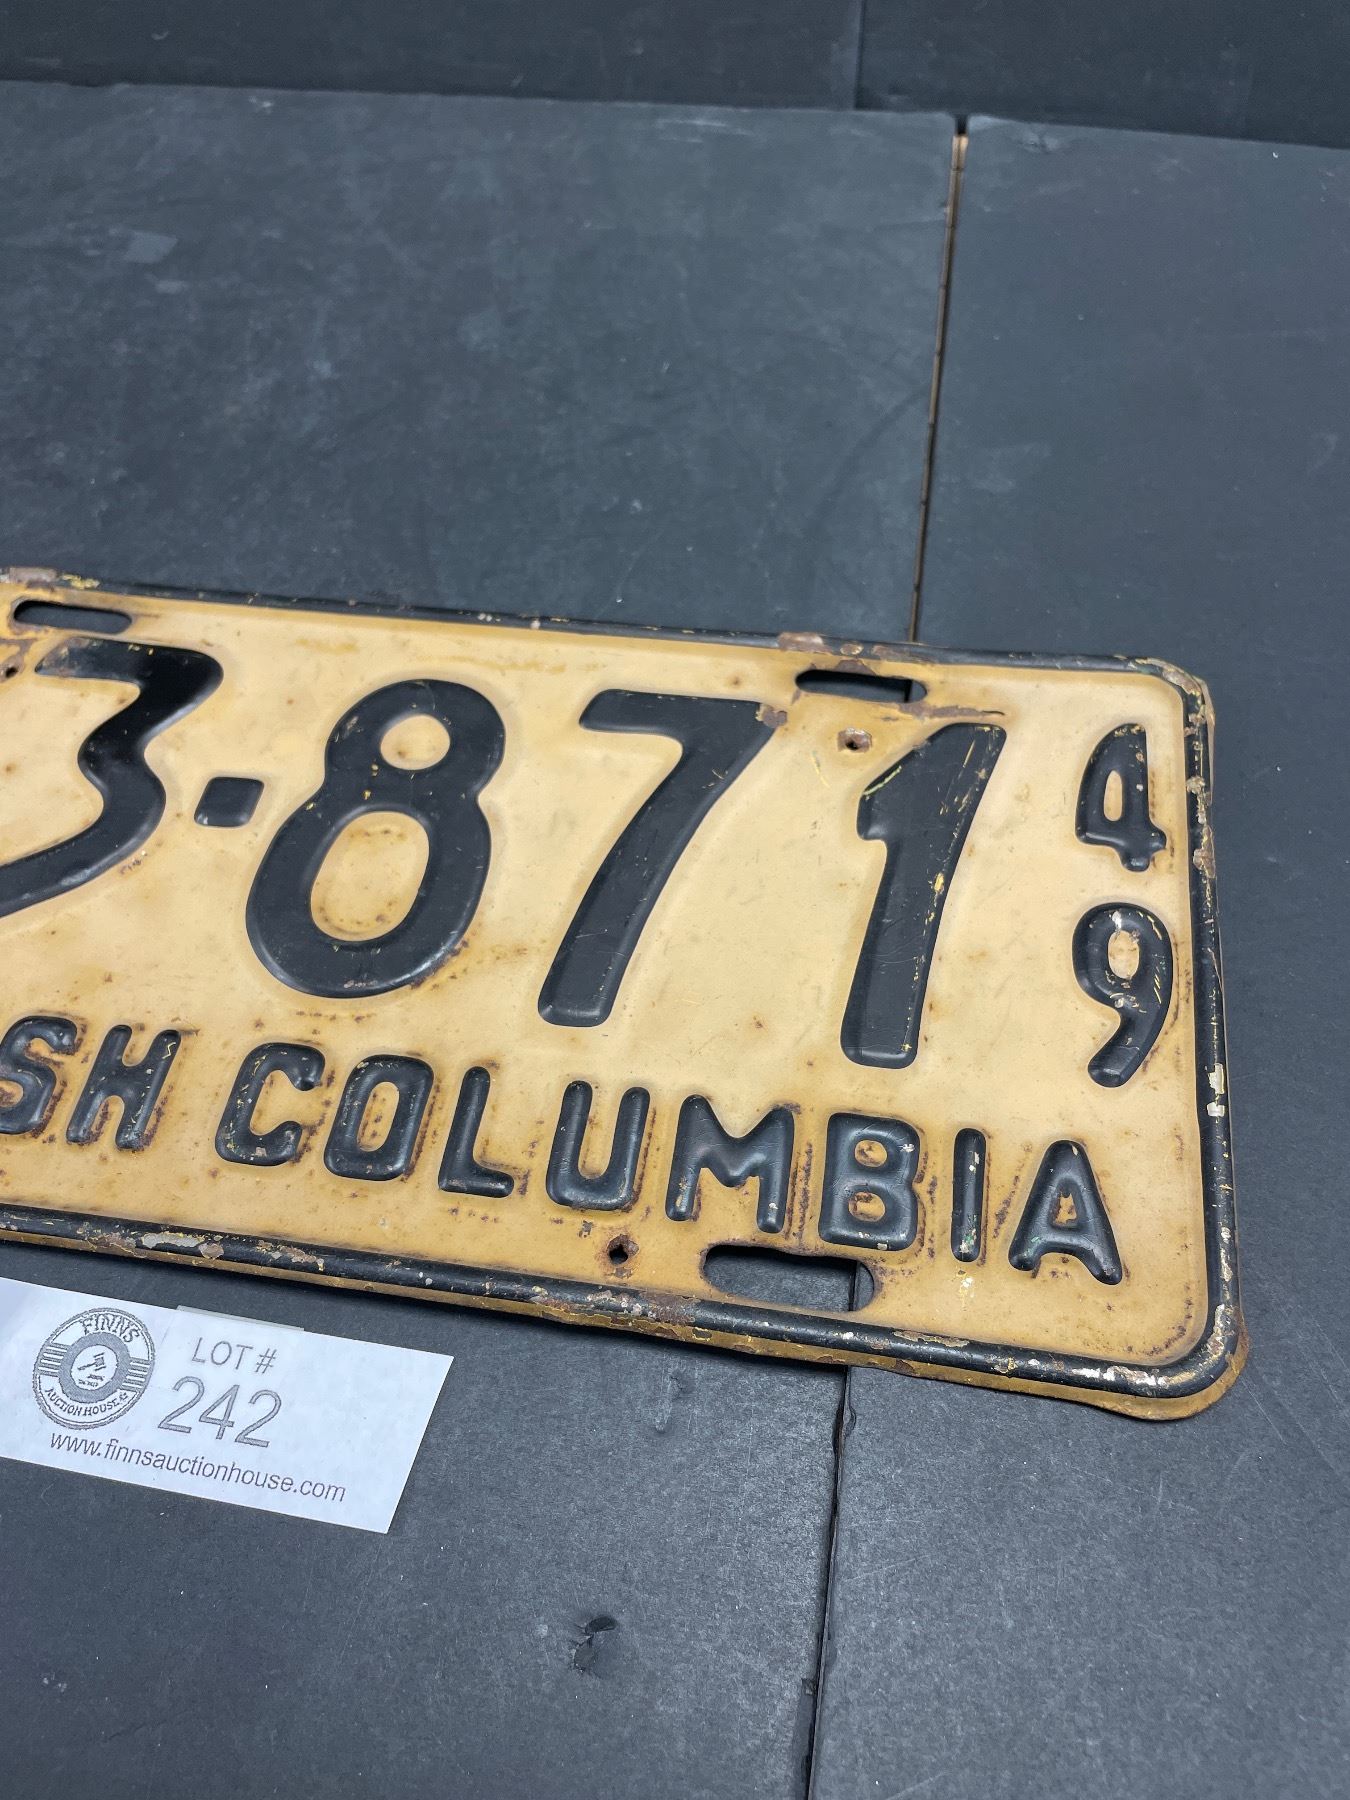 3-871
49
SH COLUMBIA
FINNS
AUCTION HOUSE
LOT #
242
www.finnsauctionhouse.com